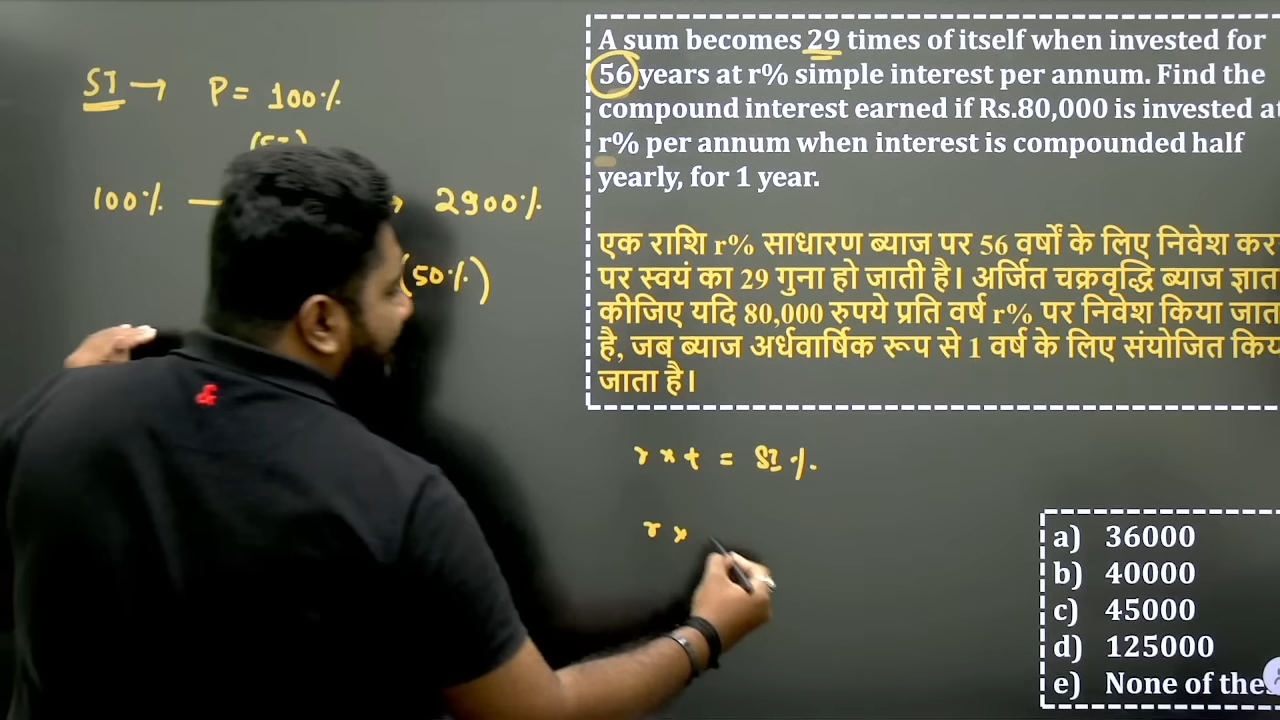 A sum becomes 29 times of itself when invested for
56 years at r% simple interest per annum. Find the
compound interest earned if Rs.80,000 is invested
r% per annum when interest is compounded half
yearly, for 1 year.
एक राशि r% साधारण ब्याज पर 56 वर्षों के लिए निवेश
पर स्वयं का 29 गुना हो जाती है। अर्जित चक्रवृद्धि ब्याज ज्ञात
कीजिए यदि 80,000 रुपये प्रति वर्ष r% पर निवेश किया
है, जब ब्याज अर्धवार्षिक रूप से 1 वर्ष के लिए संयोजित
जाता है।
SI → P = 100%
(SI)
100% — → 2900%
(50%)
r × t = SI %.
r ×
a) 36000
b) 40000
c) 45000
d) 125000
e) None of
&